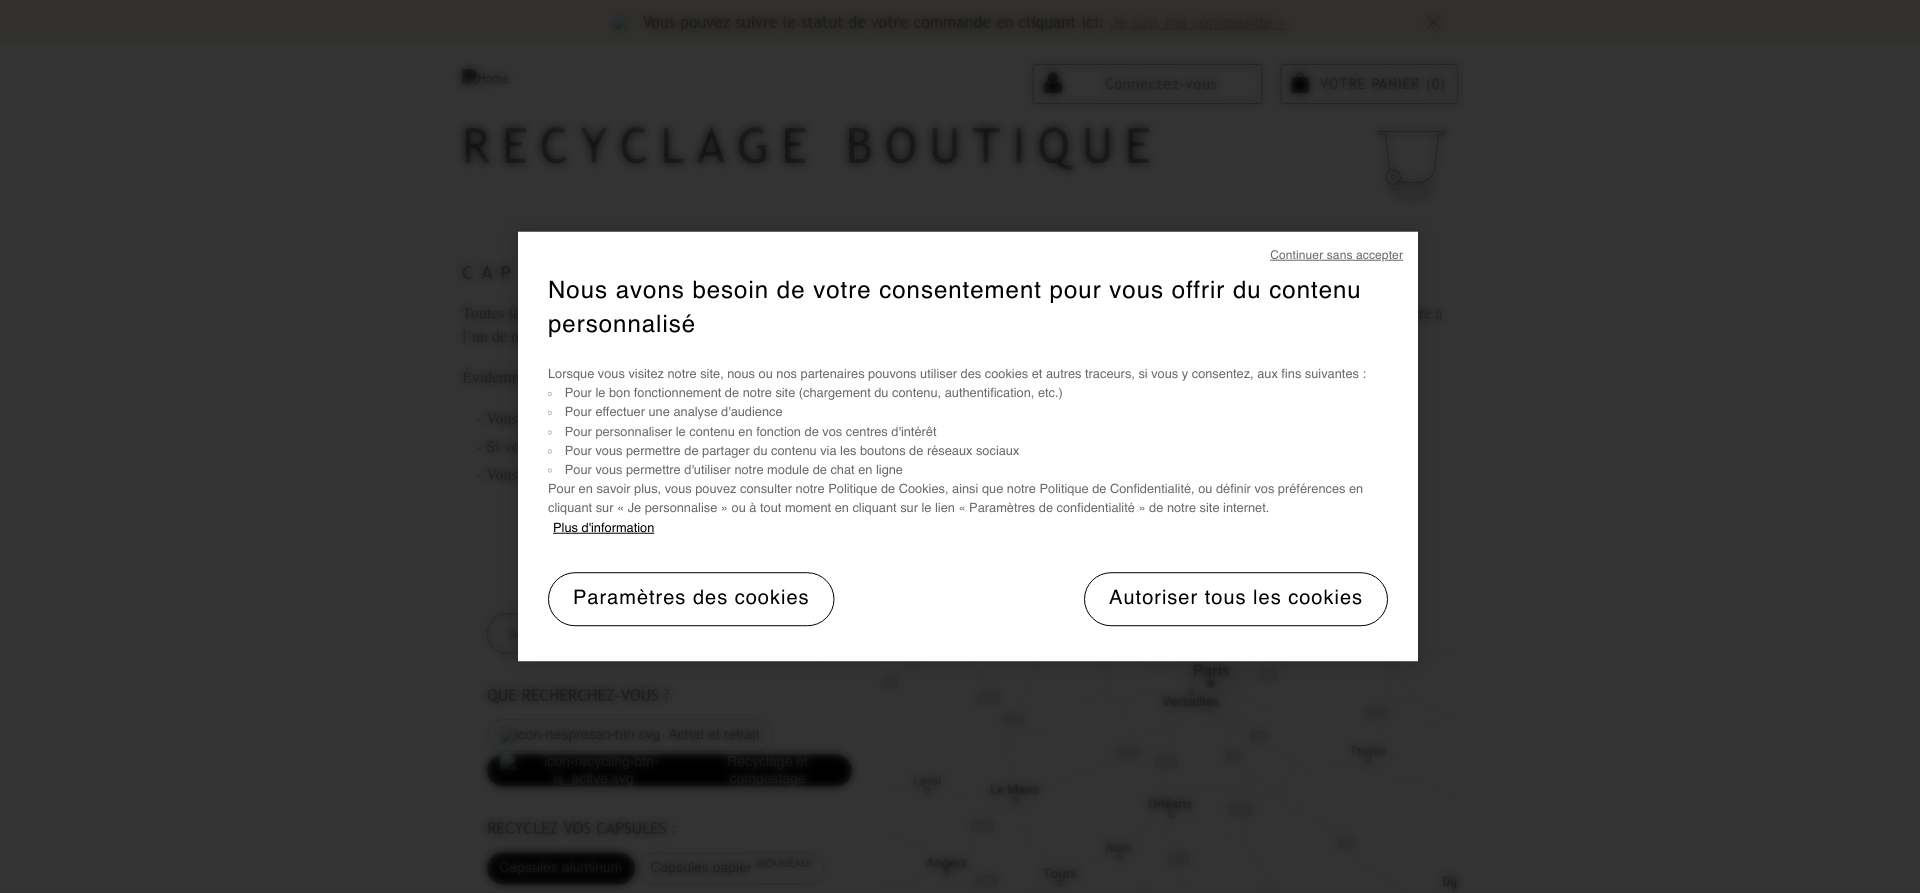 Vous pouvez suivre le statut de votre commande en cliquant ici: Je suis ma commande >
Home
Connectez-vous
VOTRE PANIER (0)
RECYCLAGE BOUTIQUE
Continuer sans accepter
Nous avons besoin de votre consentement pour vous offrir du contenu
personnalisé
CAP
Toutes
l'un de
Évidem
- Vous
- Si
- Vous
Lorsque vous visitez notre site, nous ou nos partenaires pouvons utiliser des cookies et autres traceurs, si vous y consentez, aux fins suivantes :
Pour le bon fonctionnement de notre site (chargement du contenu, authentification, etc.)
Pour effectuer une analyse d'audience
Pour personnaliser le contenu en fonction de vos centres d'intérêt
Pour vous permettre de partager du contenu via les boutons de réseaux sociaux
Pour vous permettre d'utiliser notre module de chat en ligne
Pour en savoir plus, vous pouvez consulter notre Politique de Cookies, ainsi que notre Politique de Confidentialité, ou définir vos préférences en
cliquant sur « Je personnalise » ou à tout moment en cliquant sur le lien « Paramètres de confidentialité » de notre site internet.
Plus d'information
Paramètres des cookies
Autoriser tous les cookies
QUE RECHERCHEZ-VOUS ?
icon-nespresso-btn.svg Achat et retrait
icon-recycling-btn-is_active.svg
Recyclage et
compostage
RECYCLEZ VOS CAPSULES :
Capsules aluminum
Capsules papier NOUVEAU
Paris
Versailles
Troyes
Laval
Le Mans
Orléans
Blois
Angers
Tours